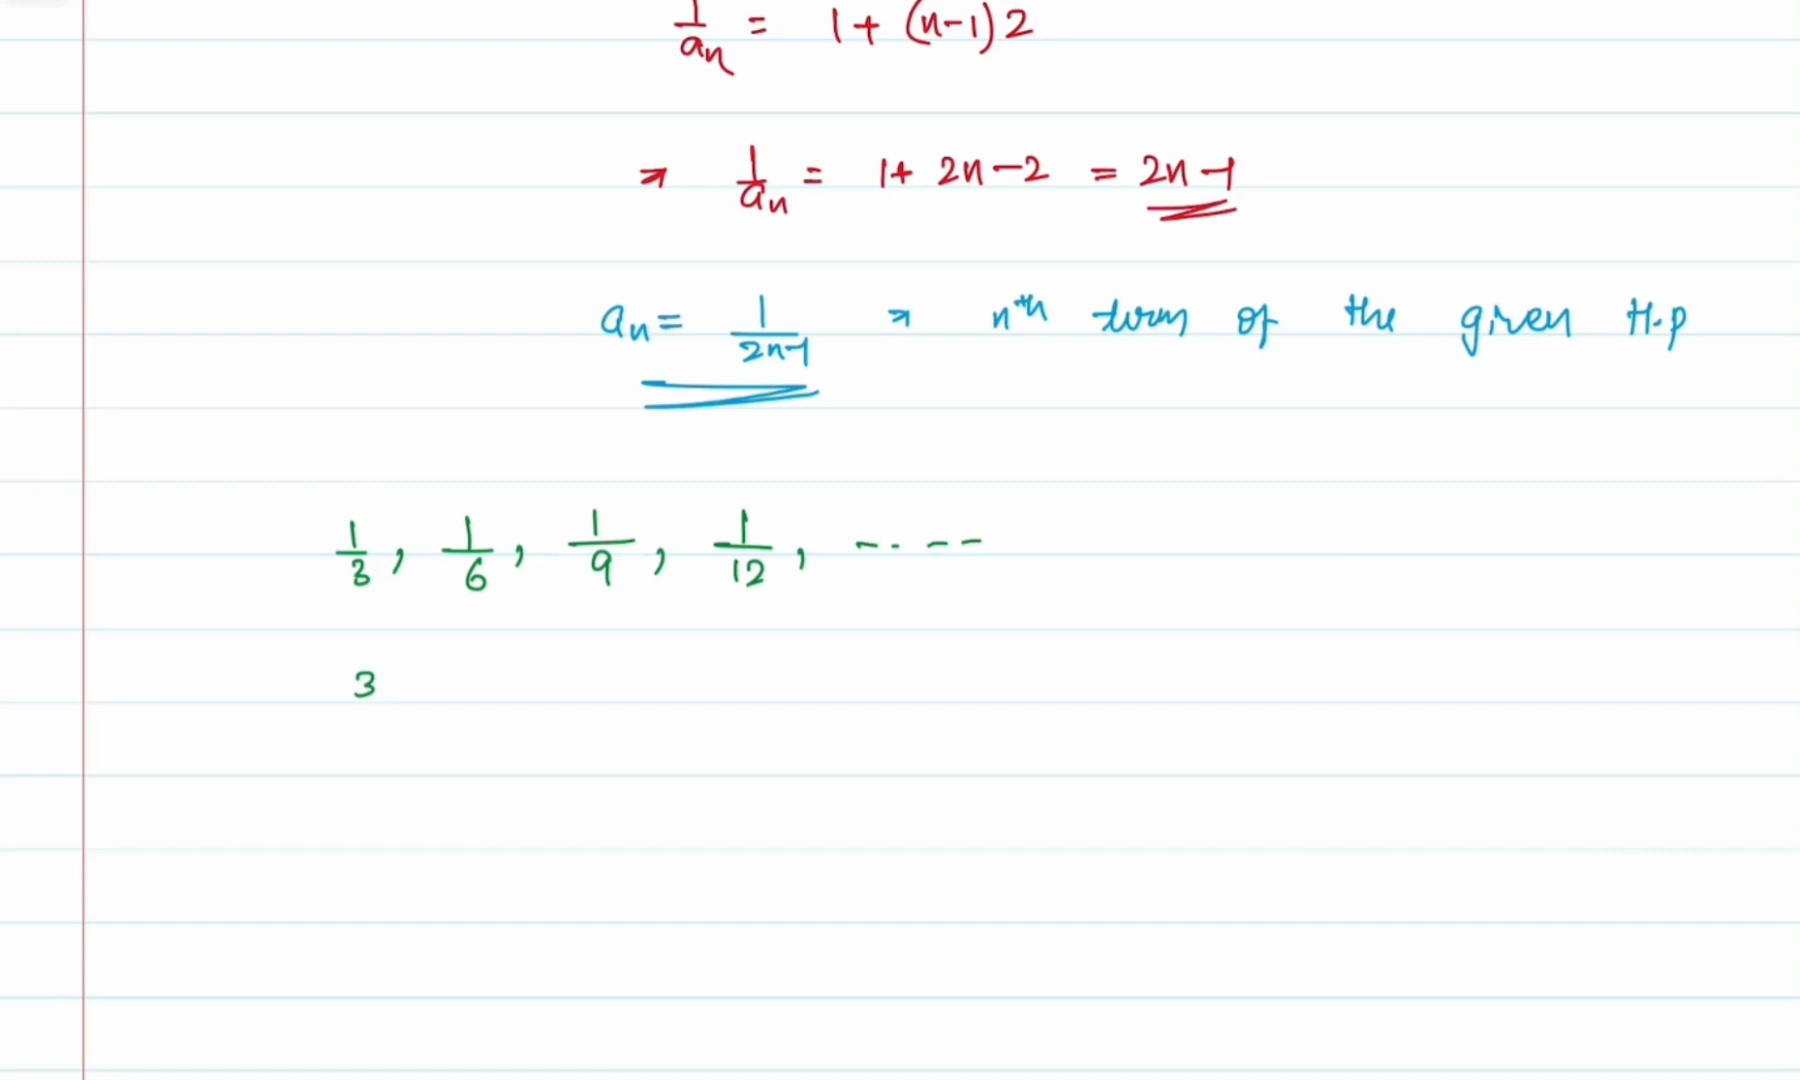 1/aₙ = 1 + (n-1)2
⇒ 1/aₙ = 1 + 2n - 2 = 2n - 1
aₙ = 1/(2n-1) ⇒ nᵗʰ term of the given H.P
1/3, 1/6, 1/9, 1/12, ----
3